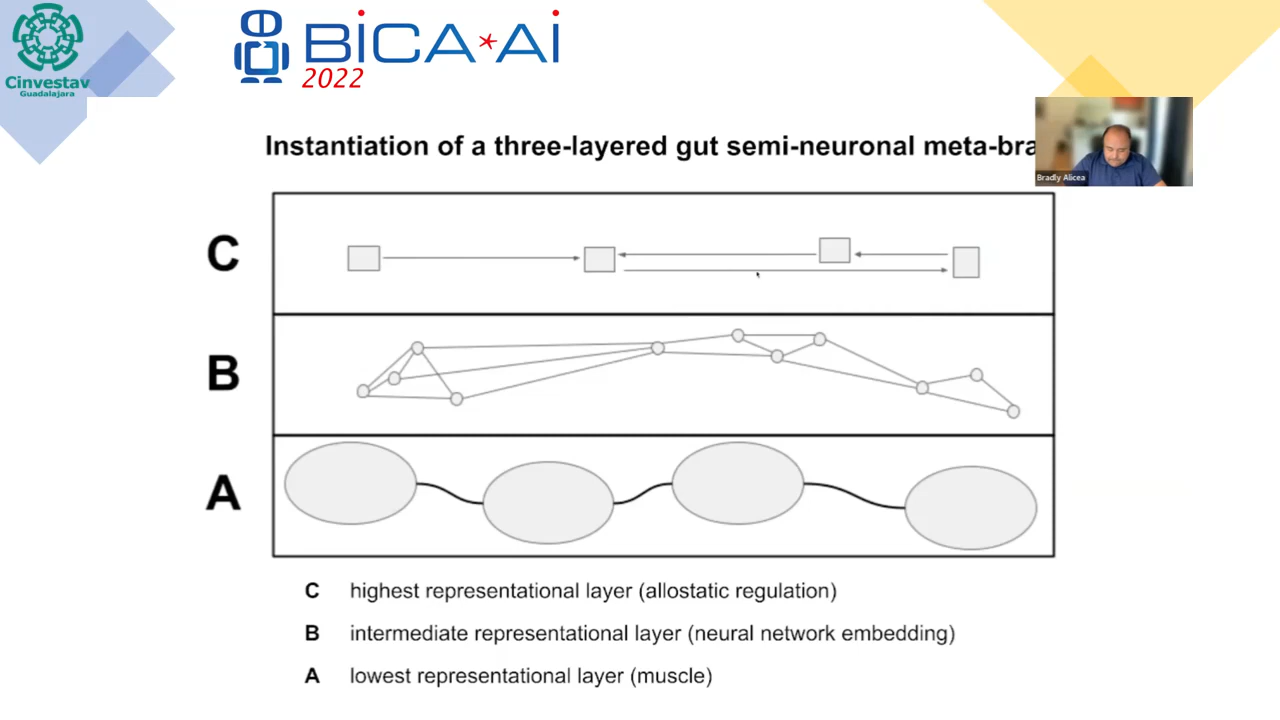 Cinvestav
Guadalajara
BiCA*Ai
2022
Instantiation of a three-layered gut semi-neuronal meta-bra
Bradly Alicea
C
B
A
C highest representational layer (allostatic regulation)
B intermediate representational layer (neural network embedding)
A lowest representational layer (muscle)